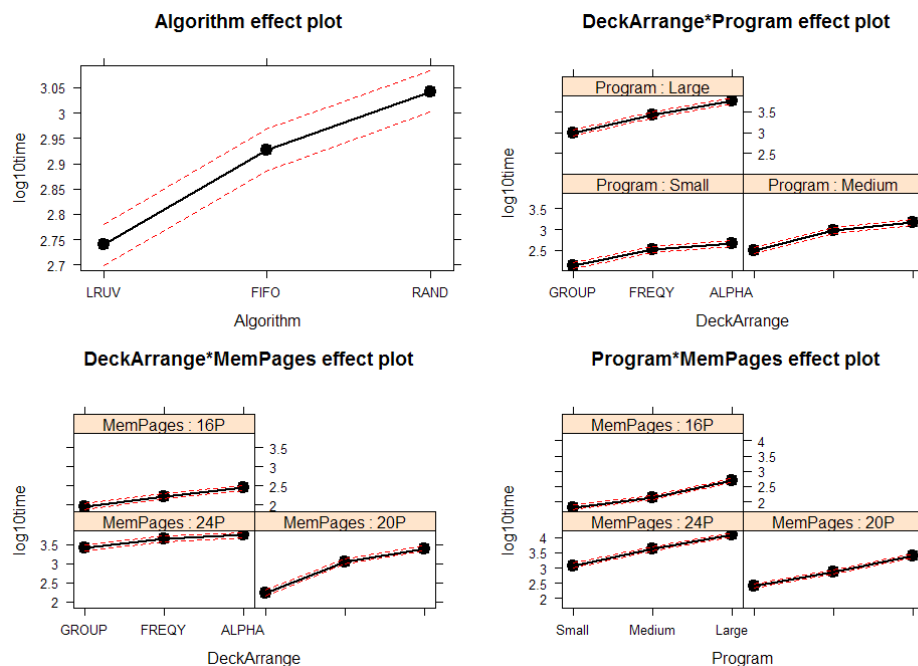 Algorithm effect plot
log10time
3.05
3
2.95
2.9
2.85
2.8
2.75
2.7
LRUV FIFO RAND
Algorithm
DeckArrange*Program effect plot
log10time
Program : Large
3.5
3
2.5
Program : Small Program : Medium
3.5
3
2.5
GROUP FREQY ALPHA
DeckArrange
DeckArrange*MemPages effect plot
log10time
MemPages : 16P
3.5
3
2.5
2
MemPages : 24P MemPages : 20P
3.5
3
2.5
2
GROUP FREQY ALPHA
DeckArrange
Program*MemPages effect plot
log10time
MemPages : 16P
4
3.5
3
2.5
2
MemPages : 24P MemPages : 20P
4
3.5
3
2.5
2
Small Medium Large
Program